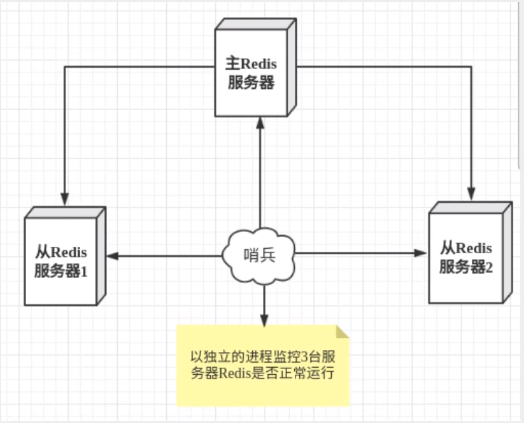 主Redis
服务器
从Redis
服务器1
哨兵
从Redis
服务器2
以独立的进程监控3台服
务器Redis是否正常运行